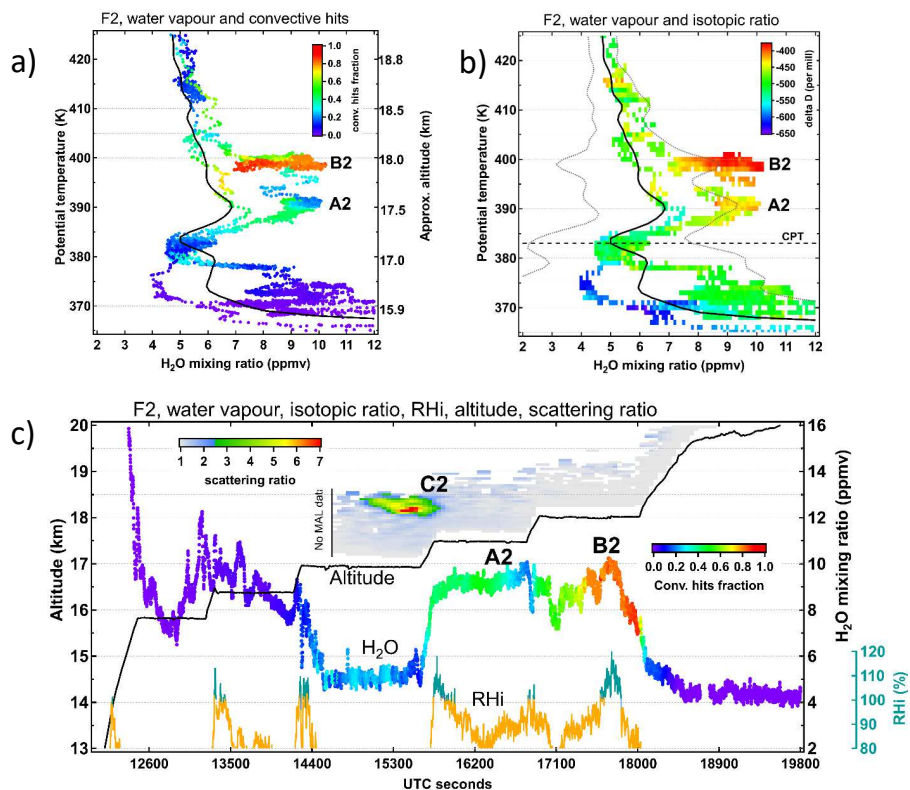 F2, water vapour and convective hits
a)
420
410
400
390
380
370
Potential temperature (K)
1.0
0.8
0.6
0.4
0.2
0.0
conv. hits fraction
18.8
18.5
18.0
17.5
17.0
15.9
Approx. altitude (km)
B2
A2
2 3 4 5 6 7 8 9 10 11 12
H2O mixing ratio (ppmv)
F2, water vapour and isotopic ratio
b)
420
410
400
390
380
370
Potential temperature (K)
-400
-450
-500
-550
-600
-650
delta D (per mill)
B2
A2
CPT
2 3 4 5 6 7 8 9 10 11 12
H2O mixing ratio (ppmv)
c)
F2, water vapour, isotopic ratio, RHi, altitude, scattering ratio
20
19
18
17
16
15
14
13
Altitude (km)
1 2 3 4 5 6 7
scattering ratio
No MAL data
C2
Altitude
A2
B2
0.0 0.2 0.4 0.6 0.8 1.0
Conv. hits fraction
H2O
RHi
16
14
12
10
8
6
4
2
H2O mixing ratio (ppmv)
120
100
80
RHi (%)
12600 13500 14400 15300 16200 17100 18000 18900 19800
UTC seconds